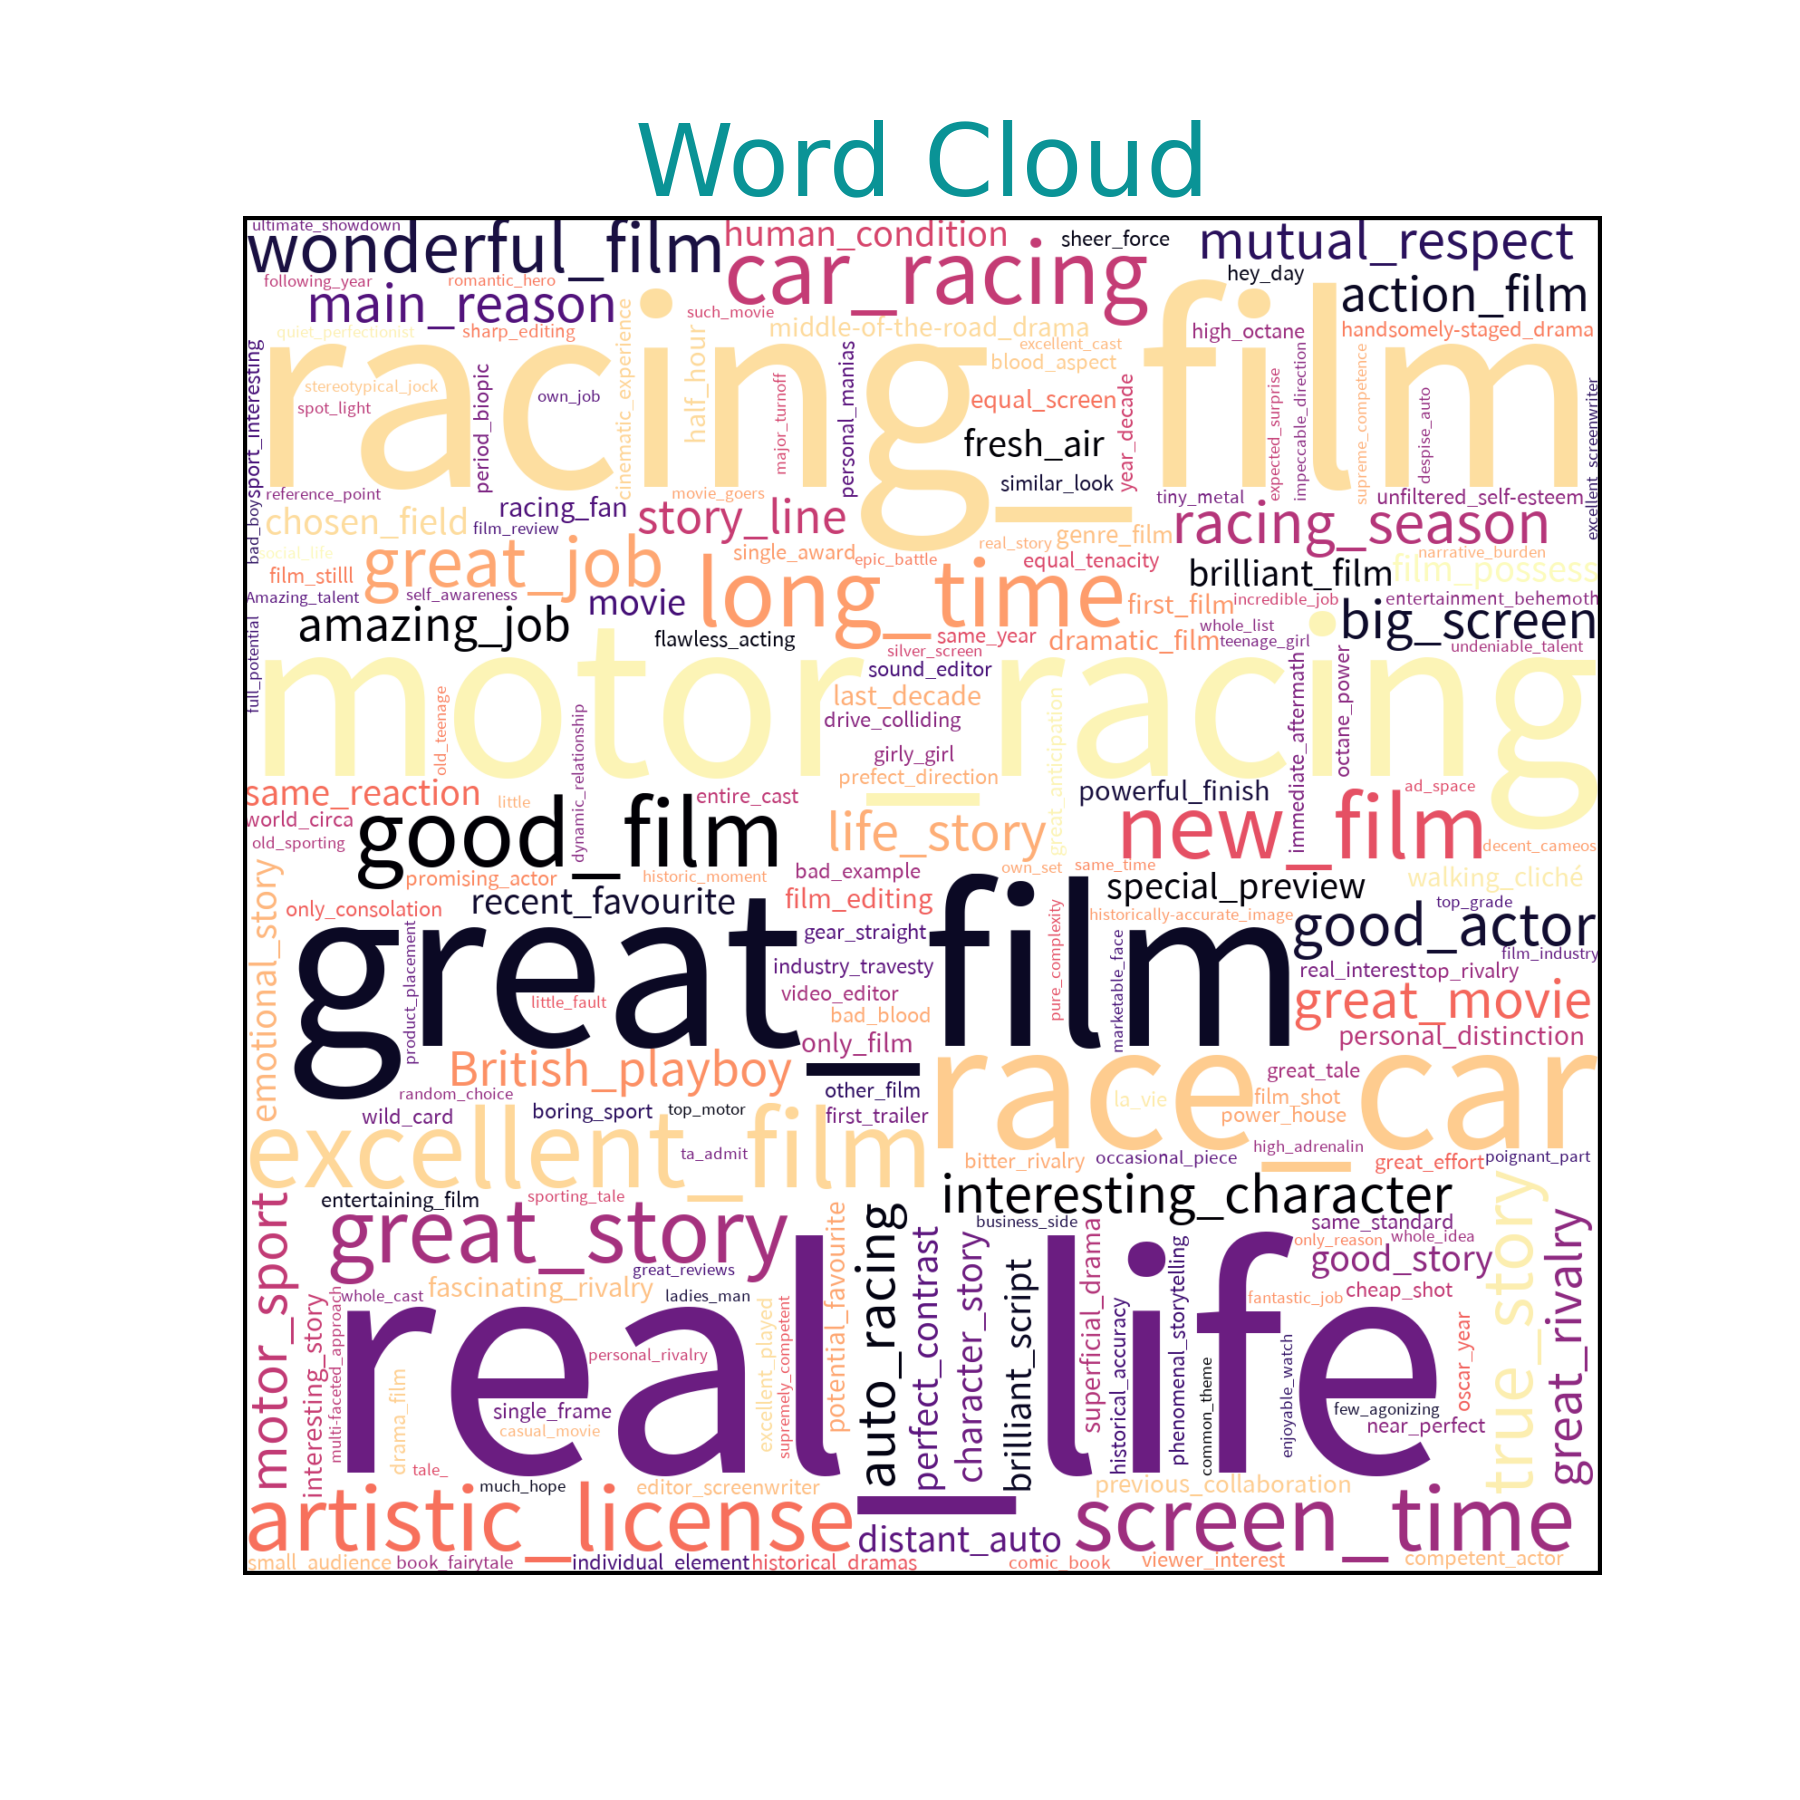 Word Cloud
ultimate_showdown
wonderful_film
human_condition
sheer_force
mutual_respect
following_year
romantic_hero
car_racing
hey_day
action_film
main_reason
such_movie
quiet_perfectionist
sharp_editing
middle-of-the-road_drama
high_octane
handsomely-staged_drama
racing_film
excellent_cast
blood_aspect
stereotypical_jock
spot_light
period_biopic
own_job
cinematic_experience
half_hour
major_turnoff
personal_manias
equal_screen
year_decade
fresh_air
similar_look
expected_surprise
impeccable_direction
supreme_competence
despise_auto
excellent_screenwriter
sport_interesting
bad_boy
reference_point
movie_goers
tiny_metal
unfiltered_self-esteem
chosen_field
racing_fan
film_review
story_line
racing_season
social_life
great_job
single_award
epic_battle
real_story
genre_film
equal_tenacity
narrative_burden
film_stilll
brilliant_film
film_possess
Amazing_talent
self_awareness
movie
long_time
first_film
incredible_job
entertainment_behemoth
amazing_job
flawless_acting
same_year
whole_list
big_screen
silver_screen
dramatic_film
teenage_girl
undeniable_talent
full_potential
motor_racing
sound_editor
old_teenage
dynamic_relationship
last_decade
drive_colliding
girly_girl
prefect_direction
great_anticipation
immediate_aftermath
octane_power
same_reaction
little
entire_cast
powerful_finish
ad_space
world_circa
good_film
life_story
new_film
old_sporting
decent_cameos
promising_actor
historic_moment
bad_example
own_set
same_time
walking_cliché
emotional_story
only_consolation
recent_favourite
film_editing
special_preview
historically-accurate_image
top_grade
good_actor
great_film
gear_straight
film_industry
product_placement
industry_travesty
pure_complexity
marketable_face
real_interest
top_rivalry
little_fault
video_editor
bad_blood
great_movie
only_film
personal_distinction
British_playboy
race_car
great_tale
random_choice
other_film
la_vie
film_shot
wild_card
boring_sport
top_motor
first_trailer
power_house
excellent_film
ta_admit
bitter_rivalry
occasional_piece
high_adrenalin
great_effort
poignant_part
motor_sport
entertaining_film
sporting_tale
interesting_character
true_story
great_story
potential_favourite
auto_racing
business_side
same_standard
only_reason
whole_idea
great_rivalry
great_reviews
perfect_contrast
character_story
brilliant_script
superficial_drama
good_story
whole_cast
fascinating_rivalry
ladies_man
fantastic_job
cheap_shot
interesting_story
multi-faceted_approach
real_life
excellent_played
supremely_competent
historical_accuracy
phenomenal_storytelling
common_theme
enjoyable_watch
oscar_year
personal_rivalry
drama_film
single_frame
few_agonizing
casual_movie
near_perfect
tale_
much_hope
editor_screenwriter
previous_collaboration
artistic_license
distant_auto
screen_time
small_audience
book_fairytale
individual_element
historical_dramas
comic_book
viewer_interest
competent_actor